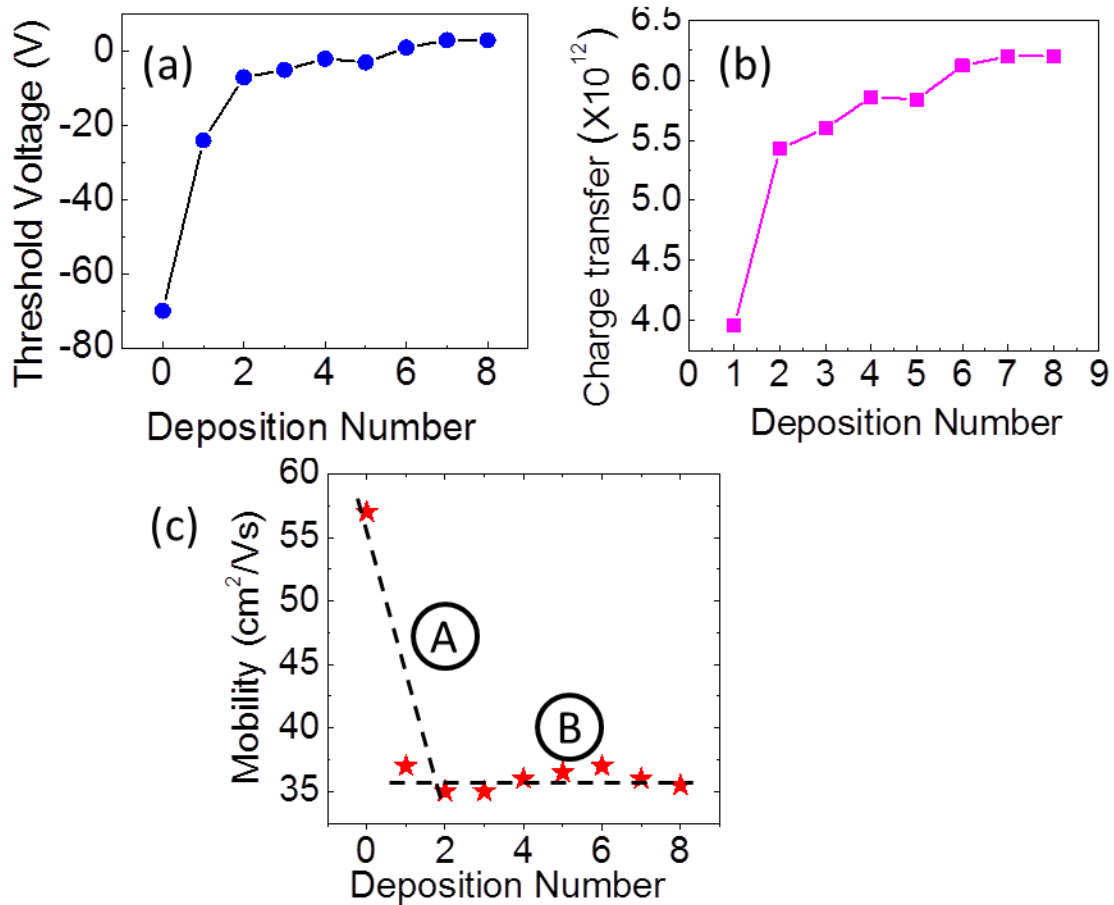 (a)
Threshold Voltage (V)
0
-20
-40
-60
-80
0 2 4 6 8
Deposition Number
(b)
Charge transfer (X10¹²)
6.5
6.0
5.5
5.0
4.5
4.0
0 1 2 3 4 5 6 7 8 9
Deposition Number
(c)
Mobility (cm²/Vs)
60
55
50
45
40
35
A
B
0 2 4 6 8
Deposition Number